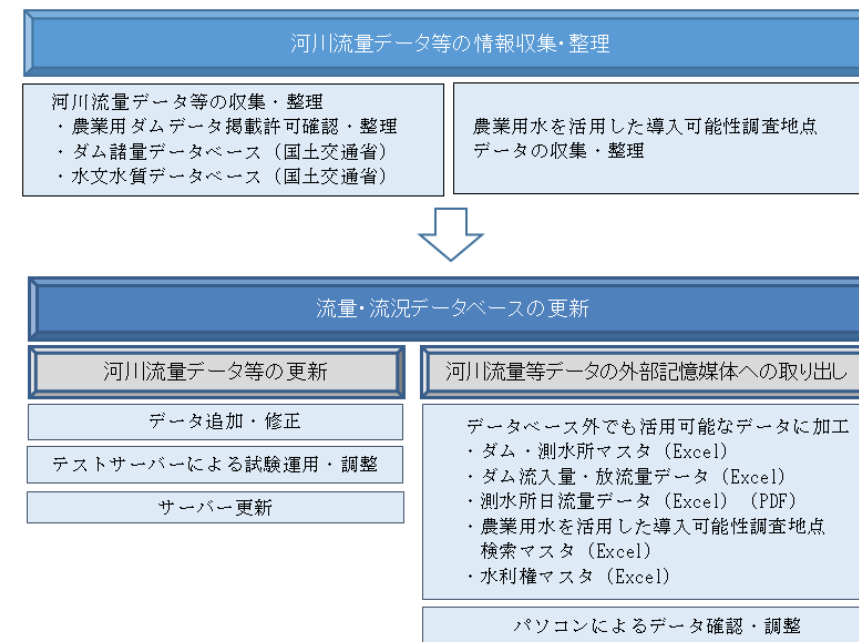 河川流量データ等の情報収集・整理
河川流量データ等の収集・整理
・農業用ダムデータ掲載許可確認・整理
・ダム諸量データベース（国土交通省）
・水文水質データベース（国土交通省）
農業用水を活用した導入可能性調査地点
データの収集・整理
流量・流況データベースの更新
河川流量データ等の更新
データ追加・修正
テストサーバーによる試験運用・調整
サーバー更新
河川流量等データの外部記憶媒体への取り出し
データベース外でも活用可能なデータに加工
・ダム・測水所マスタ（Excel）
・ダム流入量・放流量データ（Excel）
・測水所日流量データ（Excel）（PDF）
・農業用水を活用した導入可能性調査地点
検索マスタ（Excel）
・水利権マスタ（Excel）
パソコンによるデータ確認・調整